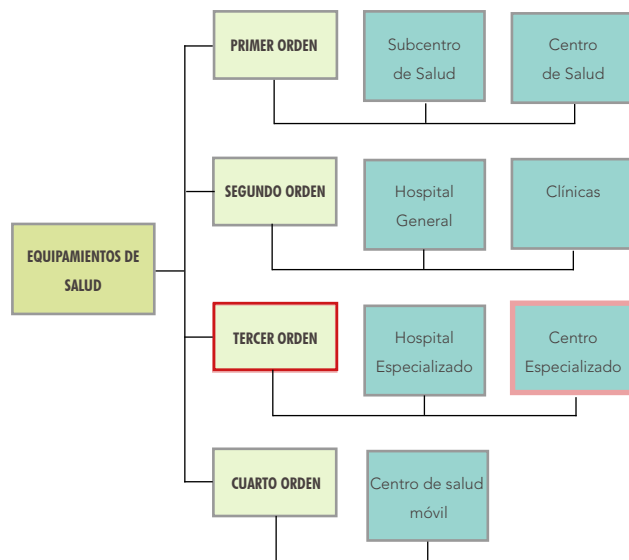 PRIMER ORDEN
Subcentro
de Salud
Centro
de Salud
SEGUNDO ORDEN
Hospital
General
Clínicas
EQUIPAMIENTOS DE
SALUD
TERCER ORDEN
Hospital
Especializado
Centro
Especializado
CUARTO ORDEN
Centro de salud
móvil